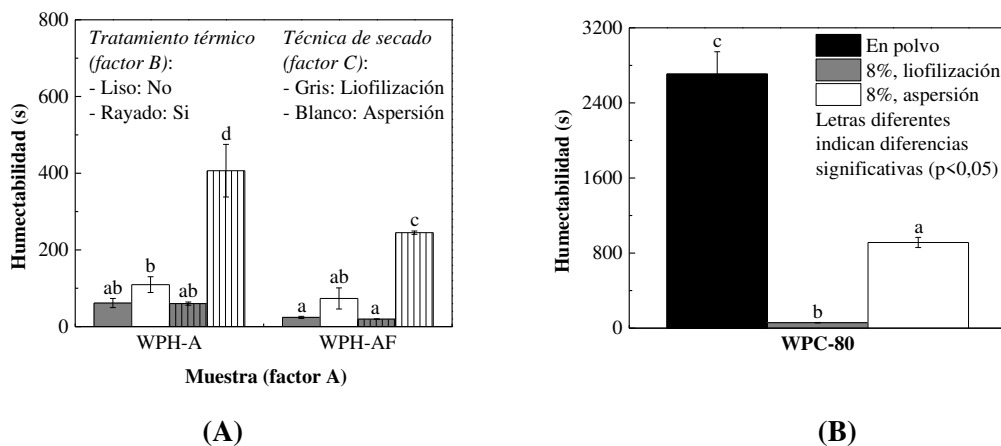 800
600
400
200
0
Humectabilidad (s)
Tratamiento térmico
(factor B):
- Liso: No
- Rayado: Si
Técnica de secado
(factor C):
- Gris: Liofilización
- Blanco: Aspersión
ab
b
ab
d
a
ab
a
c
WPH-A
WPH-AF
Muestra (factor A)
(A)
3200
2400
1600
800
0
Humectabilidad (s)
En polvo
8%, liofilización
8%, aspersión
Letras diferentes
indican diferencias
significativas (p<0,05)
c
b
a
WPC-80
(B)